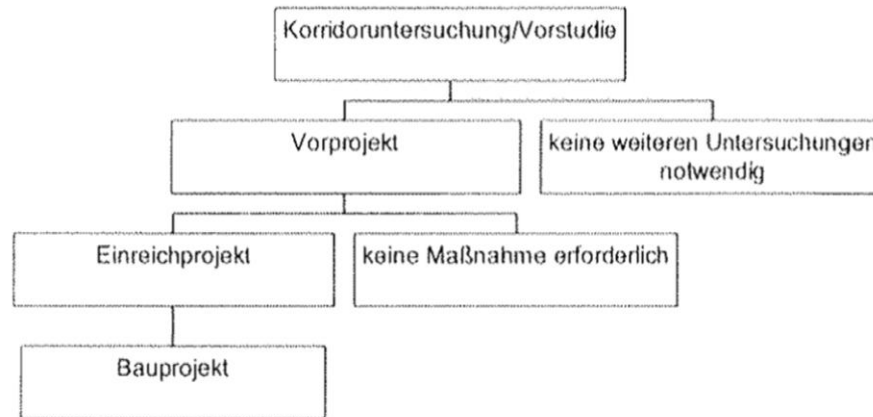 Korridoruntersuchung/Vorstudie
Vorprojekt
keine weiteren Untersuchungen
notwendig
Einreichprojekt
keine Maßnahme erforderlich
Bauprojekt